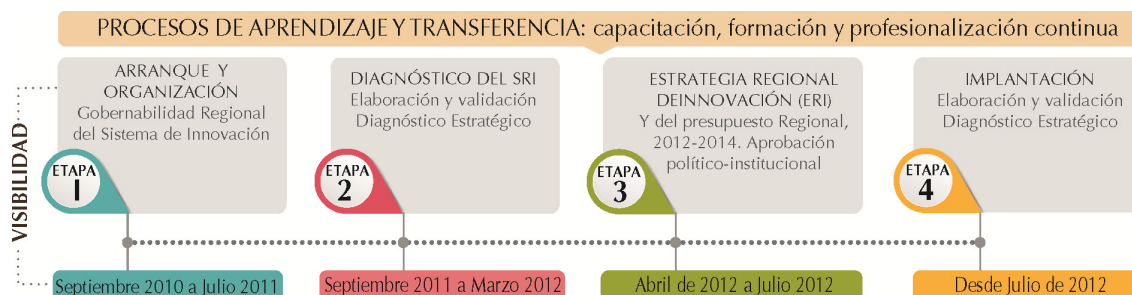 PROCESOS DE APRENDIZAJE Y TRANSFERENCIA: capacitación, formación y profesionalización continua
VISIBILIDAD
ARRANQUE Y
ORGANIZACIÓN
Gobernabilidad Regional
del Sistema de Innovación
ETAPA
1
Septiembre 2010 a Julio 2011
DIAGNÓSTICO DEL SRI
Elaboración y validación
Diagnóstico Estratégico
ETAPA
2
Septiembre 2011 a Marzo 2012
ESTRATEGIA REGIONAL
DEINNOVACIÓN (ERI)
Y del presupuesto Regional,
2012-2014. Aprobación
político-institucional
ETAPA
3
Abril de 2012 a Julio 2012
IMPLANTACIÓN
Elaboración y validación
Diagnóstico Estratégico
ETAPA
4
Desde Julio de 2012